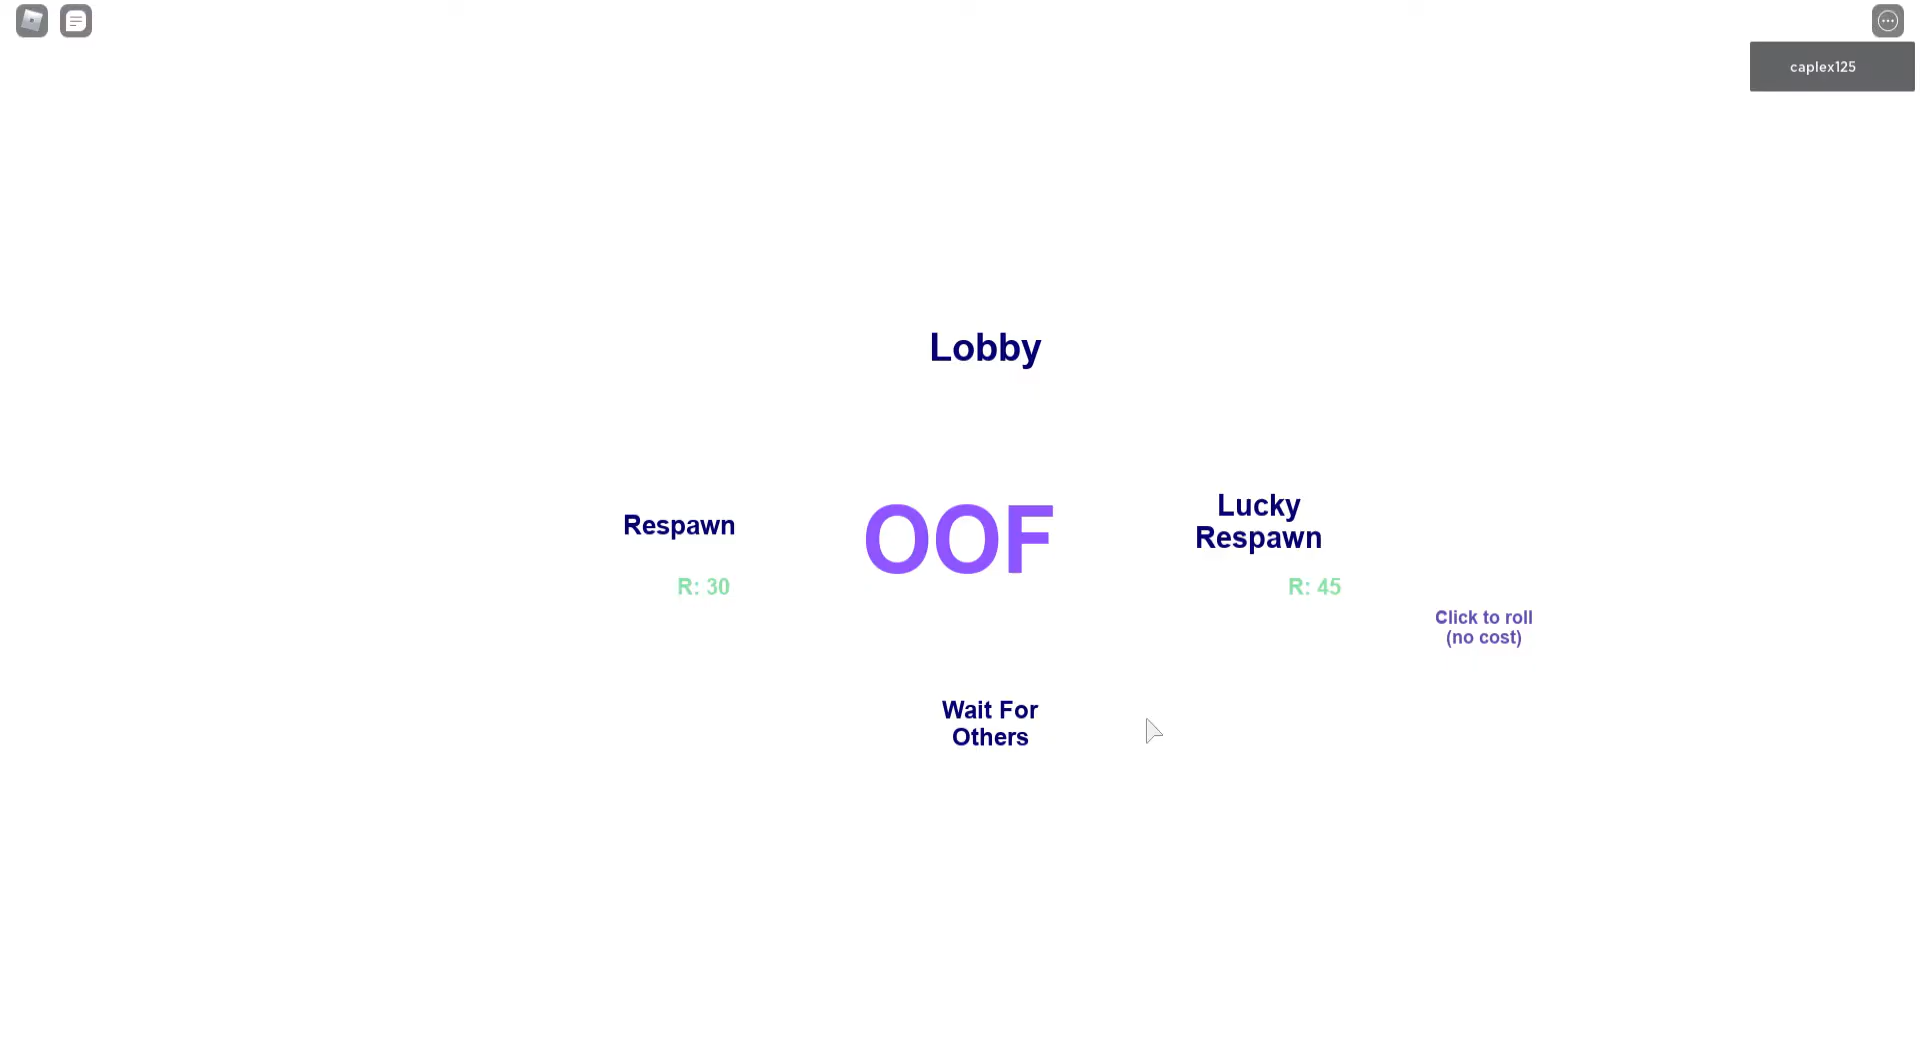 caplex125
Lobby
Respawn
OOF
Lucky
Respawn
R: 30
R: 45
Click to roll
(no cost)
Wait For
Others